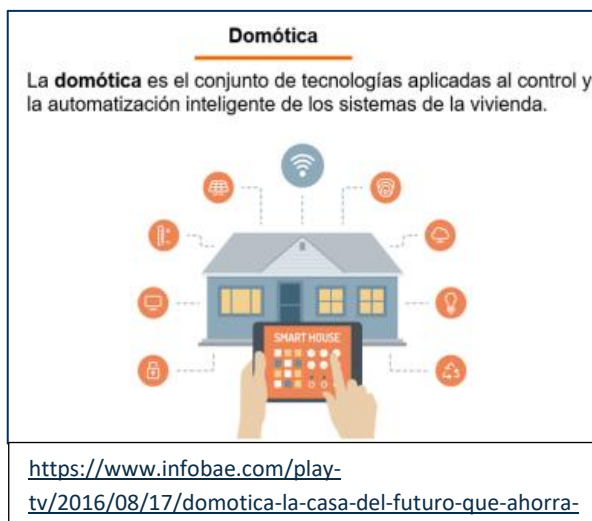 Domótica
La domótica es el conjunto de tecnologías aplicadas al control y
la automatización inteligente de los sistemas de la vivienda.
SMART HOUSE
https://www.infobae.com/play-
tv/2016/08/17/domotica-la-casa-del-futuro-que-ahorra-